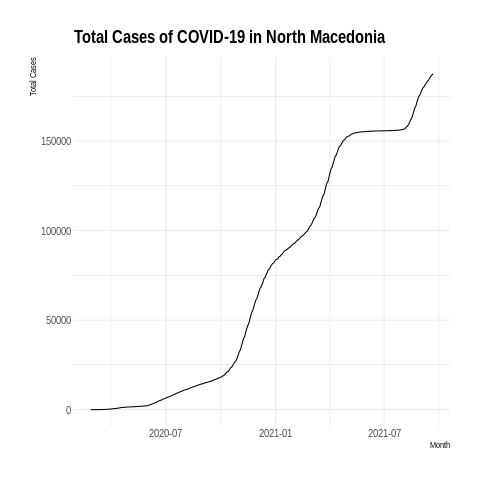 Total Cases of COVID-19 in North Macedonia
Total Cases
150000
100000
50000
0
2020-07
2021-01
2021-07
Month